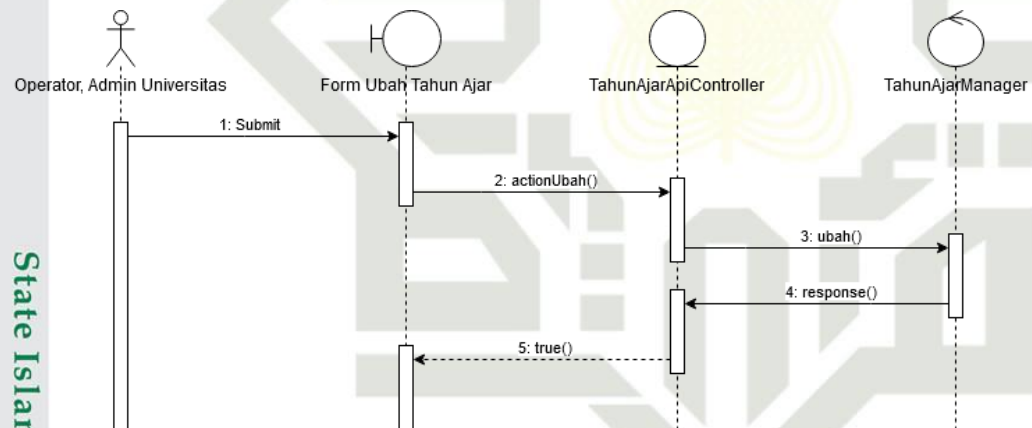 Operator, Admin Universitas
Form Ubah Tahun Ajar
TahunAjarApiController
TahunAjarManager
1: Submit
2: actionUbah()
3: ubah()
4: response()
5: true()
State Islam